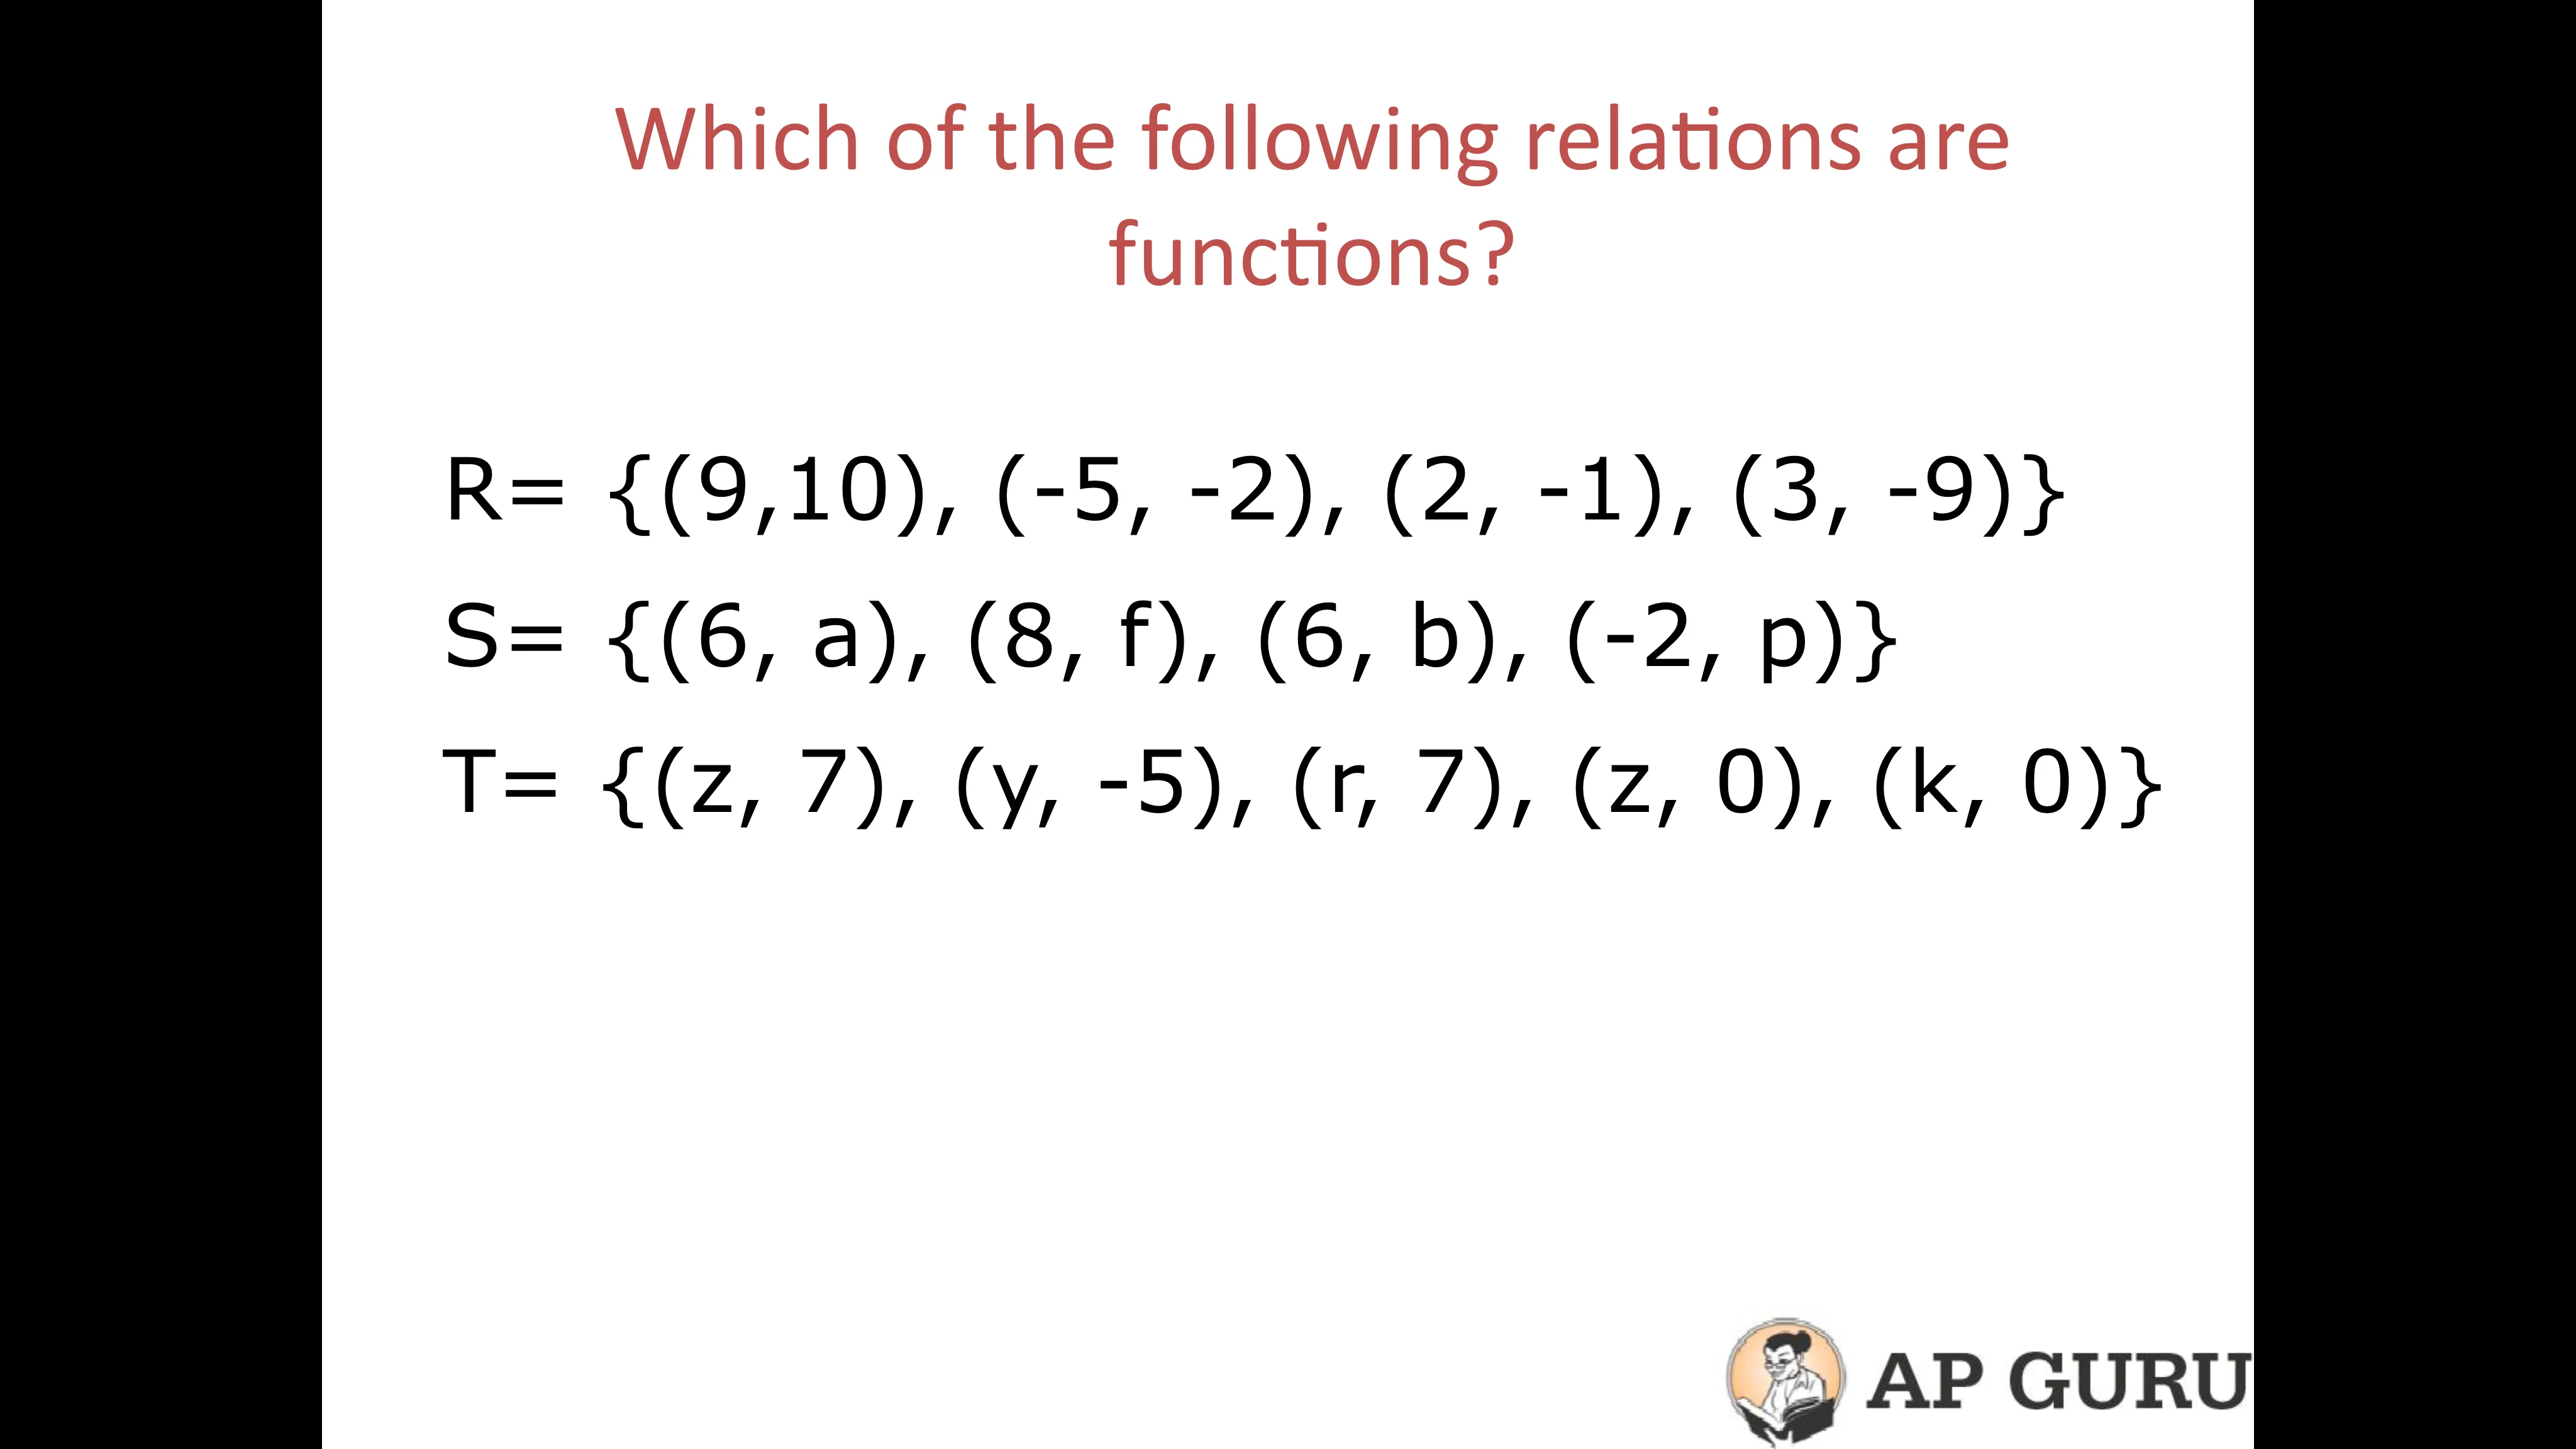 Which of the following relations are
functions?
R= {(9,10), (-5, -2), (2, -1), (3, -9)}
S= {(6, a), (8, f), (6, b), (-2, p)}
T= {(z, 7), (y, -5), (r, 7), (z, 0), (k, 0)}
AP GURU